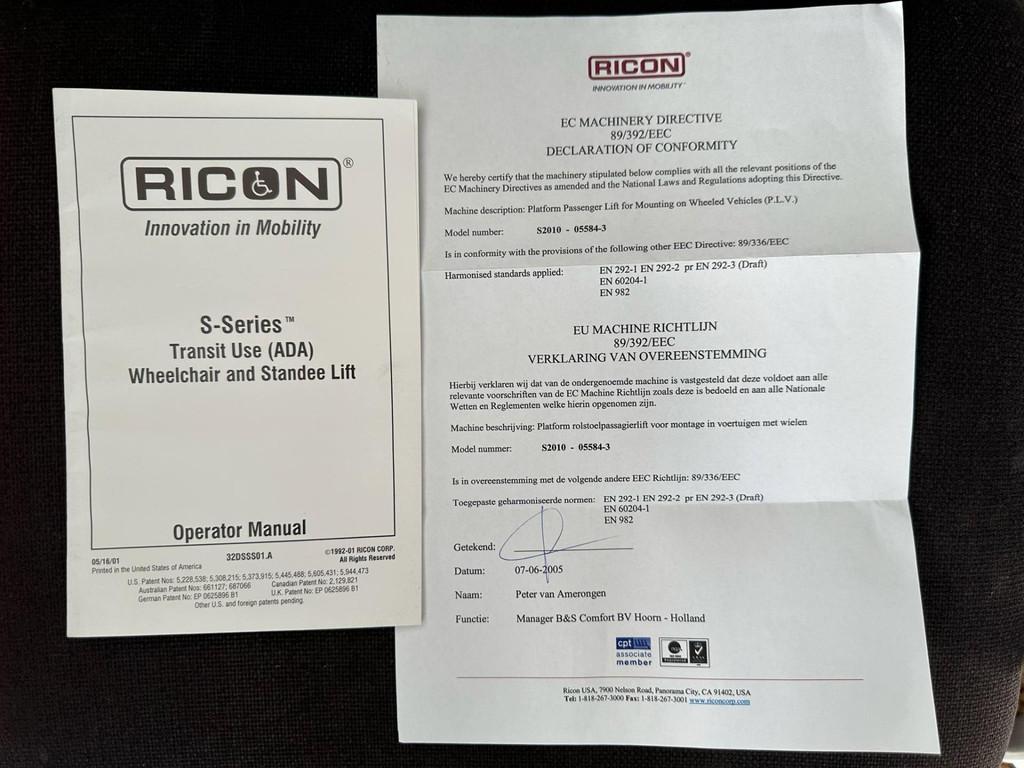 RICON®
Innovation in Mobility
S-Series™
Transit Use (ADA)
Wheelchair and Standee Lift
Operator Manual
05/16/01
Printed in the United States of America
32DSSS01.A
©1992-01 RICON CORP.
All Rights Reserved
U.S. Patent Nos: 5,228,538; 5,308,215; 5,373,915; 5,445,488; 5,605,431; 5,944,473
Australian Patent Nos: 661127; 687066 Canadian Patent No: 2,129,821
German Patent No: EP 0625896 B1 U.K. Patent No: EP 0625896 B1
Other U.S. and foreign patents pending.
RICON®
INNOVATION IN MOBILITY™
EC MACHINERY DIRECTIVE
89/392/EEC
DECLARATION OF CONFORMITY
We hereby certify that the machinery stipulated below complies with all the relevant positions of the
EC Machinery Directives as amended and the National Laws and Regulations adopting this Directive.
Machine description: Platform Passenger Lift for Mounting on Wheeled Vehicles (P.L.V.)
Model number: S2010 - 05584-3
Is in conformity with the provisions of the following other EEC Directive: 89/336/EEC
Harmonised standards applied: EN 292-1 EN 292-2 pr EN 292-3 (Draft)
EN 60204-1
EN 982
EU MACHINE RICHTLIJN
89/392/EEC
VERKLARING VAN OVEREENSTEMMING
Hierbij verklaren wij dat van de ondergenoemde machine is vastgesteld dat deze voldoet aan alle
relevante voorschriften van de EC Machine Richtlijn zoals deze is bedoeld en aan alle Nationale
Wetten en Reglementen welke hierin opgenomen zijn.
Machine beschrijving: Platform rolstoelpassagierlift voor montage in voertuigen met wielen
Model nummer: S2010 - 05584-3
Is in overeenstemming met de volgende andere EEC Richtlijn: 89/336/EEC
Toegepaste geharmoniseerde normen: EN 292-1 EN 292-2 pr EN 292-3 (Draft)
EN 60204-1
EN 982
Getekend:
Datum: 07-06-2005
Naam: Peter van Amerongen
Functie: Manager B&S Comfort BV Hoorn - Holland
cpt
associate
member
Ricon USA, 7900 Nelson Road, Panorama City, CA 91402, USA
Tel: 1-818-267-3000 Fax: 1-818-267-3001 www.riconcorp.com